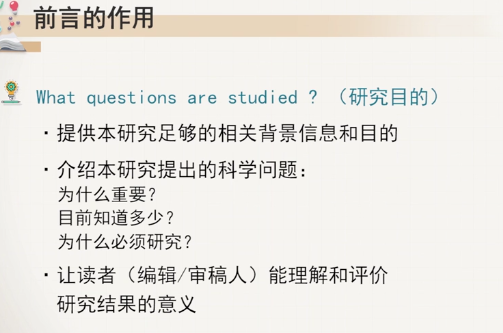 前言的作用
What questions are studied ? （研究目的）
·提供本研究足够的相关背景信息和目的
·介绍本研究提出的科学问：
为什么重要?
目前知道多少?
为什么必须研究?
·让读者（编辑/审稿人）能理解和评价
研究结果的意义